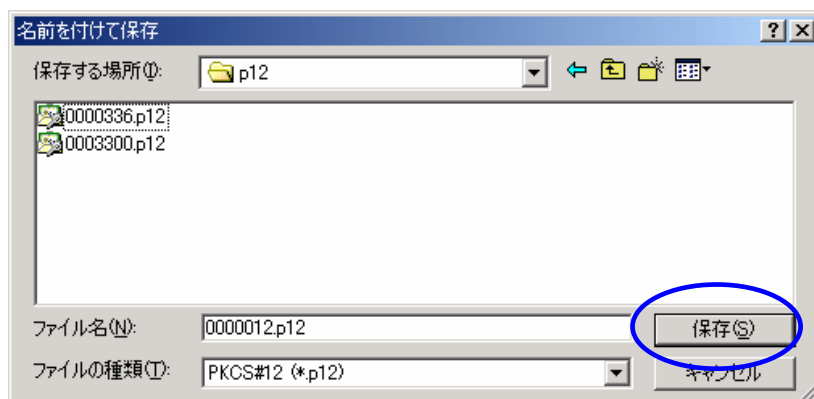 名前を付けて保存
保存する場所(I): p12
0000336.p12
0003300.p12
ファイル名(N): 0000012.p12 保存(S)
ファイルの種類(T): PKCS#12 (*.p12) キャンセル